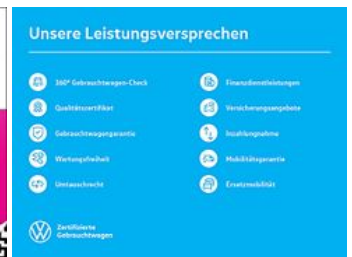 Unsere Leistungsversprechen
360° Gebrauchtwagen-Check
Qualitätszertifikat
Gebrauchtwagengarantie
Wartungsfreiheit
Umtauschrecht
Finanzdienstleistungen
Versicherungsangebote
Inzahlungnahme
Mobilitätsgarantie
Ersatzmobilität
Zertifizierte
Gebrauchtwagen